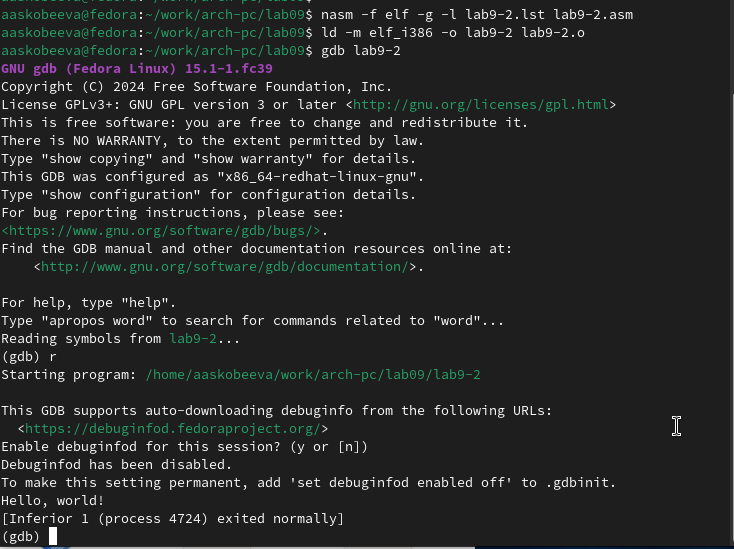 aaskobeeva@fedora:~/work/arch-pc/lab09$ nasm -f elf -g -l lab9-2.lst lab9-2.asm
aaskobeeva@fedora:~/work/arch-pc/lab09$ ld -m elf_i386 -o lab9-2 lab9-2.o
aaskobeeva@fedora:~/work/arch-pc/lab09$ gdb lab9-2
GNU gdb (Fedora Linux) 15.1-1.fc39
Copyright (C) 2024 Free Software Foundation, Inc.
License GPLv3+: GNU GPL version 3 or later <http://gnu.org/licenses/gpl.html>
This is free software: you are free to change and redistribute it.
There is NO WARRANTY, to the extent permitted by law.
Type "show copying" and "show warranty" for details.
This GDB was configured as "x86_64-redhat-linux-gnu".
Type "show configuration" for configuration details.
For bug reporting instructions, please see:
<https://www.gnu.org/software/gdb/bugs/>.
Find the GDB manual and other documentation resources online at:
    <http://www.gnu.org/software/gdb/documentation/>.

For help, type "help".
Type "apropos word" to search for commands related to "word"...
Reading symbols from lab9-2...
(gdb) r
Starting program: /home/aaskobeeva/work/arch-pc/lab09/lab9-2

This GDB supports auto-downloading debuginfo from the following URLs:
  <https://debuginfod.fedoraproject.org/>
Enable debuginfod for this session? (y or [n])
Debuginfod has been disabled.
To make this setting permanent, add 'set debuginfod enabled off' to .gdbinit.
Hello, world!
[Inferior 1 (process 4724) exited normally]
(gdb)